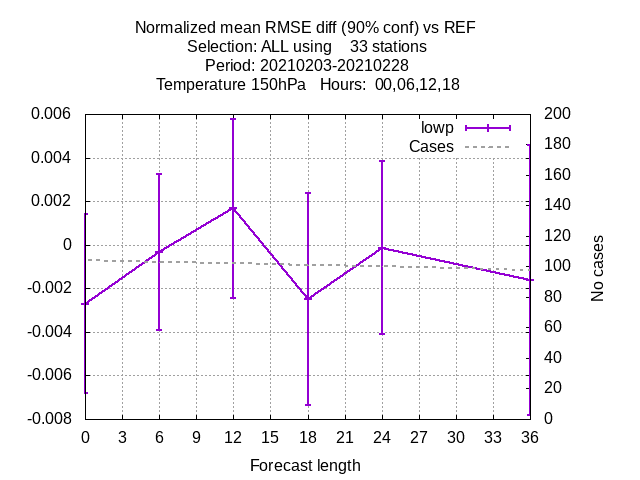 Normalized mean RMSE diff (90% conf) vs REF
Selection: ALL using    33 stations
Period: 20210203-20210228
Temperature 150hPa   Hours:  00,06,12,18
lowp
Cases
0.006
0.004
0.002
0
-0.002
-0.004
-0.006
-0.008
200
180
160
140
120
100
80
60
40
20
0
No cases
0 3 6 9 12 15 18 21 24 27 30 33 36
Forecast length